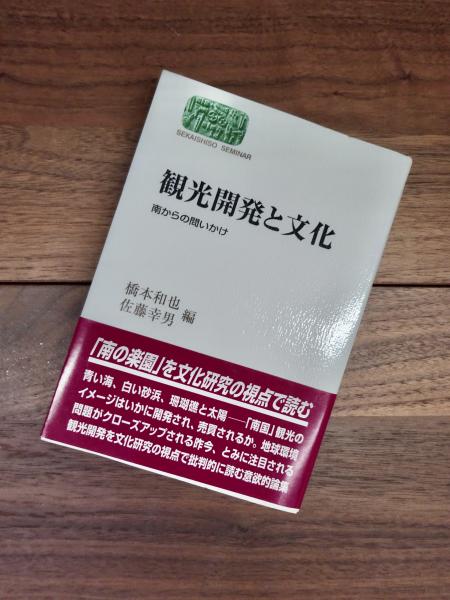 SEKAISHISO SEMINAR
観光開発と文化
南からの問いかけ
橋本和也
佐藤幸男 編
「南の楽園」を文化研究の視点で読む
青い海、白い砂浜、珊瑚礁と太陽——「南国」観光の
イメージはいかに開発され、売買されるか。地球環境
問題がクローズアップされる昨今、とみに注目される
観光開発を文化研究の視点で批判的に読む意欲的論集